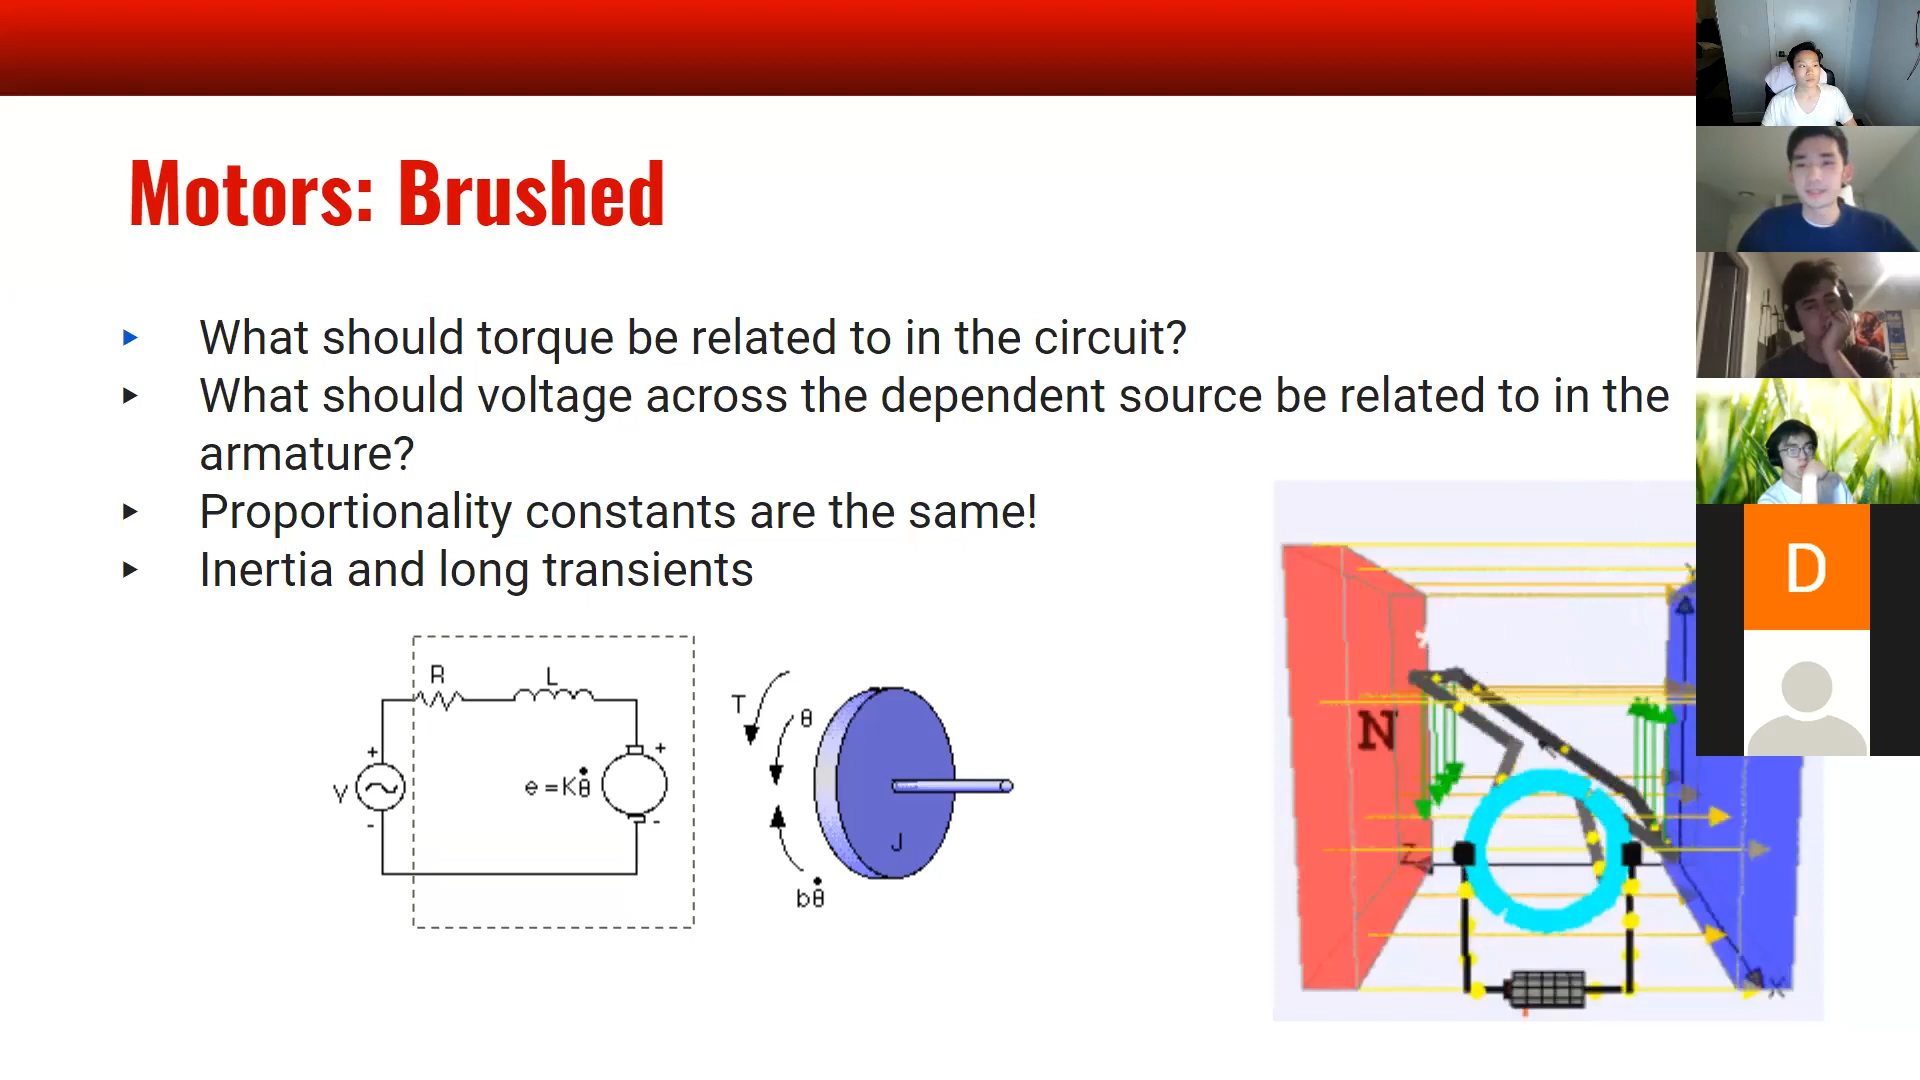 Motors: Brushed
What should torque be related to in the circuit?
What should voltage across the dependent source be related to in the
armature?
Proportionality constants are the same!
Inertia and long transients
R
L
V
+
-
e = Kθ̇
+
-
T
θ
J
bθ̇
N
Z
X
D